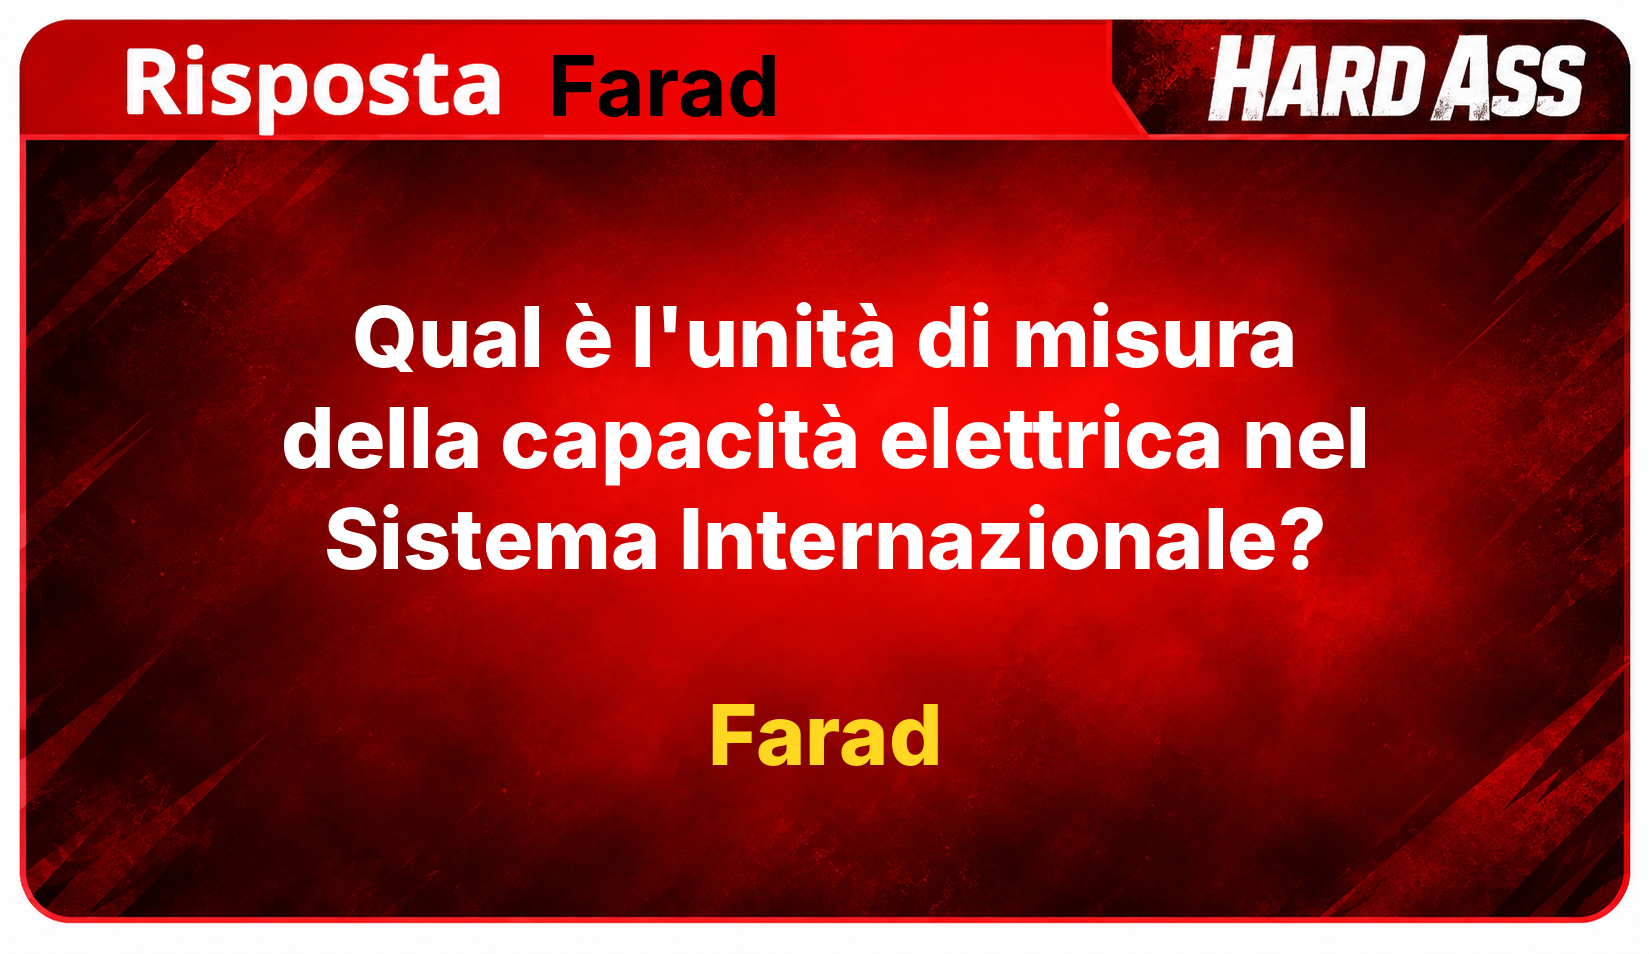 Risposta Farad
HARD ASS
Qual è l'unità di misura
della capacità elettrica nel
Sistema Internazionale?
Farad